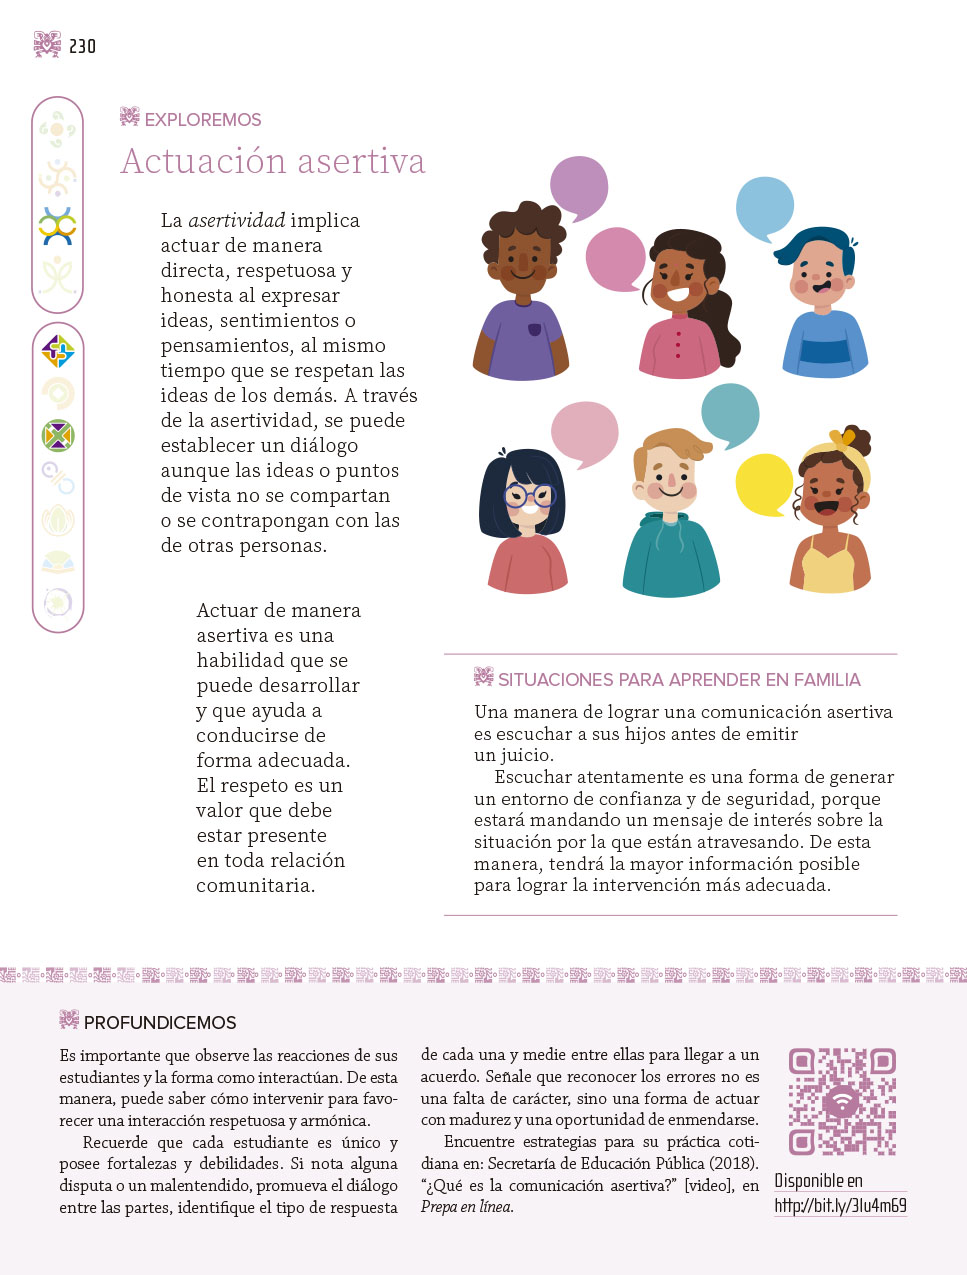 230
EXPLOREMOS
Actuación asertiva
La asertividad implica
actuar de manera
directa, respetuosa y
honesta al expresar
ideas, sentimientos o
pensamientos, al mismo
tiempo que se respetan las
ideas de los demás. A través
de la asertividad, se puede
establecer un diálogo
aunque las ideas o puntos
de vista no se compartan
o se contrapongan con las
de otras personas.
Actuar de manera
asertiva es una
habilidad que se
puede desarrollar
y que ayuda a
conducirse de
forma adecuada.
El respeto es un
valor que debe
estar presente
en toda relación
comunitaria.
SITUACIONES PARA APRENDER EN FAMILIA
Una manera de lograr una comunicación asertiva
es escuchar a sus hijos antes de emitir
un juicio.
Escuchar atentamente es una forma de generar
un entorno de confianza y de seguridad, porque
estará mandando un mensaje de interés sobre la
situación por la que están atravesando. De esta
manera, tendrá la mayor información posible
para lograr la intervención más adecuada.
PROFUNDICEMOS
Es importante que observe las reacciones de sus
estudiantes y la forma como interactúan. De esta
manera, puede saber cómo intervenir para favo-
recer una interacción respetuosa y armónica.
Recuerde que cada estudiante es único y
posee fortalezas y debilidades. Si nota alguna
disputa o un malentendido, promueva el diálogo
entre las partes, identifique el tipo de respuesta
de cada una y medie entre ellas para llegar a un
acuerdo. Señale que reconocer los errores no es
una falta de carácter, sino una forma de actuar
con madurez y una oportunidad de enmendarse.
Encuentre estrategias para su práctica coti-
diana en: Secretaría de Educación Pública (2018).
“¿Qué es la comunicación asertiva?” [video], en
Prepa en línea.
Disponible en
http://bit.ly/3Iu4m69